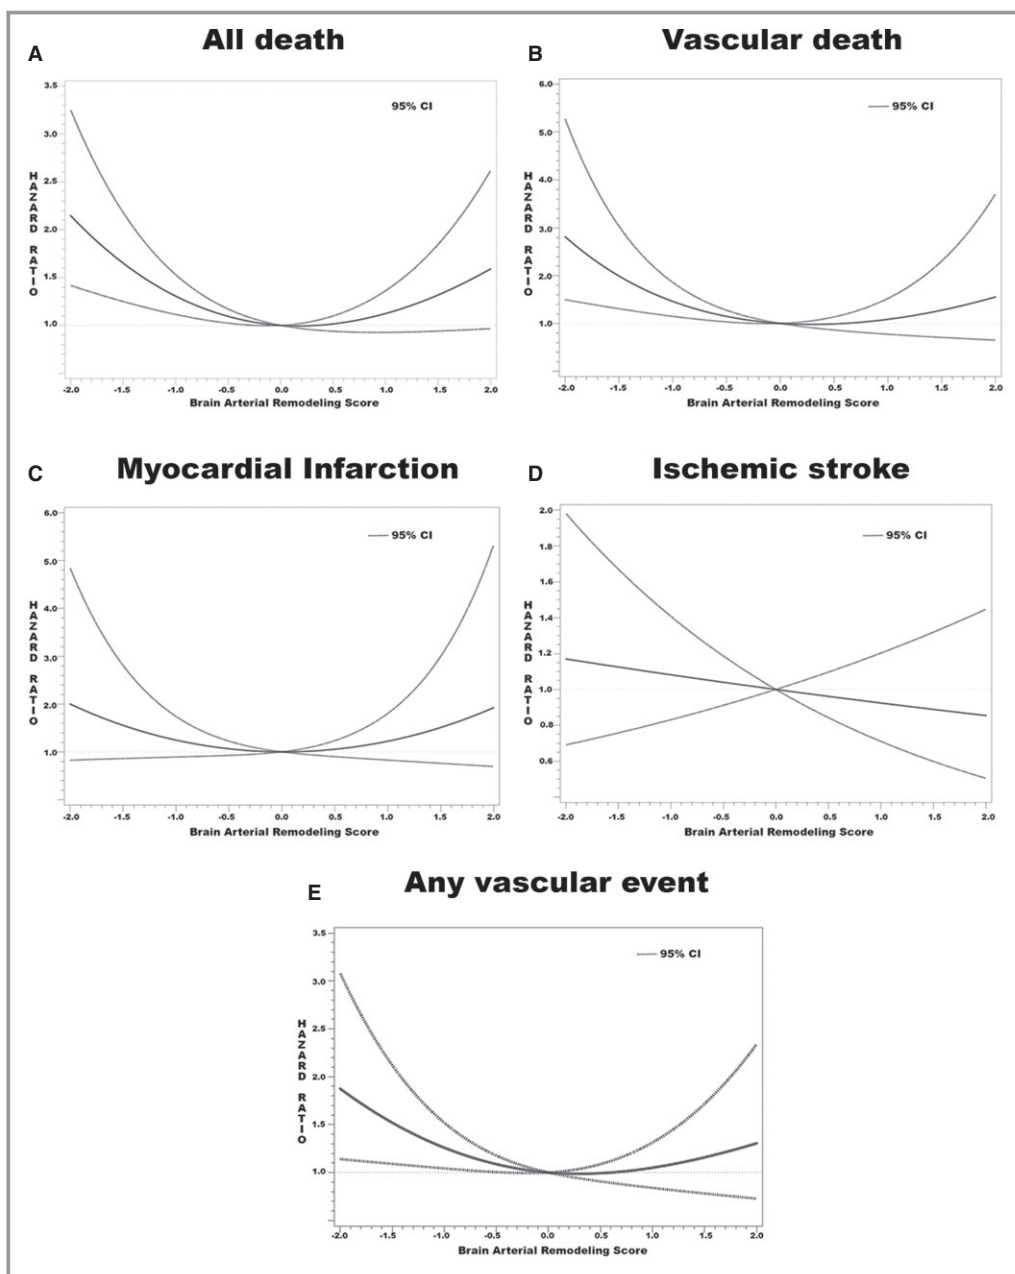 A
All death
3.5
3.0
2.5
2.0
1.5
1.0
HAZARD RATIO
95% CI
-2.0 -1.5 -1.0 -0.5 0.0 0.5 1.0 1.5 2.0
Brain Arterial Remodeling Score
B
Vascular death
6.0
5.0
4.0
3.0
2.0
1.0
HAZARD RATIO
95% CI
-2.0 -1.5 -1.0 -0.5 0.0 0.5 1.0 1.5 2.0
Brain Arterial Remodeling Score
C
Myocardial Infarction
6.0
5.0
4.0
3.0
2.0
1.0
HAZARD RATIO
95% CI
-2.0 -1.5 -1.0 -0.5 0.0 0.5 1.0 1.5 2.0
Brain Arterial Remodeling Score
D
Ischemic stroke
2.0
1.8
1.6
1.4
1.2
1.0
0.8
0.6
HAZARD RATIO
95% CI
-2.0 -1.5 -1.0 -0.5 0.0 0.5 1.0 1.5 2.0
Brain Arterial Remodeling Score
E
Any vascular event
3.5
3.0
2.5
2.0
1.5
1.0
HAZARD RATIO
95% CI
-2.0 -1.5 -1.0 -0.5 0.0 0.5 1.0 1.5 2.0
Brain Arterial Remodeling Score